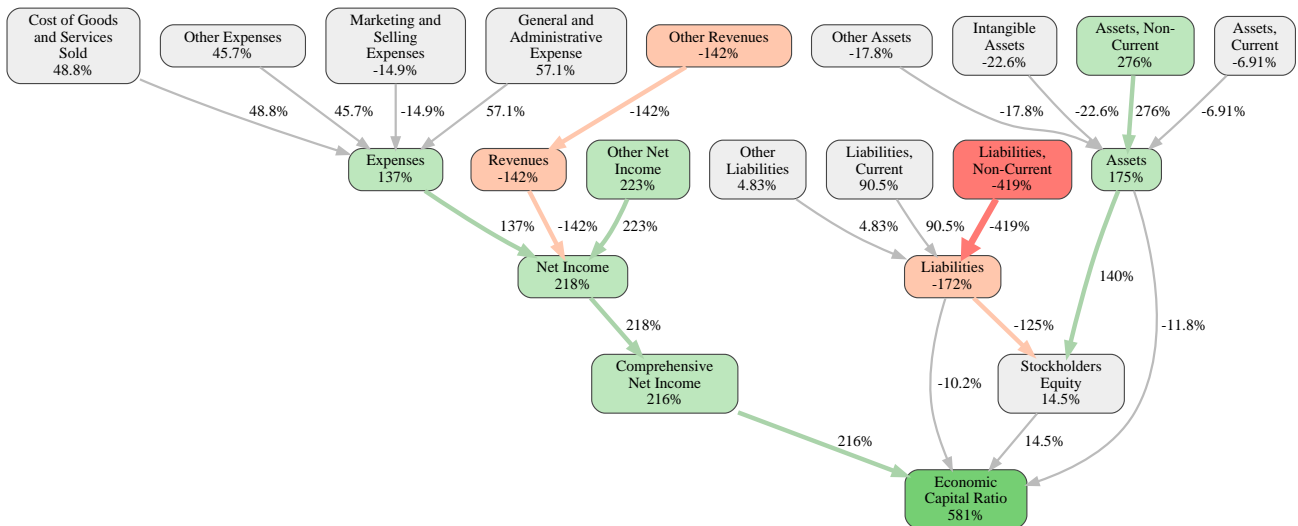 Cost of Goods
and Services
Sold
48.8%
Other Expenses
45.7%
Marketing and
Selling
Expenses
-14.9%
General and
Administrative
Expense
57.1%
Other Revenues
-142%
Other Assets
-17.8%
Intangible
Assets
-22.6%
Assets, Non-
Current
276%
Assets,
Current
-6.91%
48.8%
45.7%
-14.9%
57.1%
-142%
-17.8%
-22.6%
276%
-6.91%
Expenses
137%
Revenues
-142%
Other Net
Income
223%
Other
Liabilities
4.83%
Liabilities,
Current
90.5%
Liabilities,
Non-Current
-419%
Assets
175%
137%
-142%
223%
4.83%
90.5%
-419%
Net Income
218%
Liabilities
-172%
140%
218%
-125%
-11.8%
Comprehensive
Net Income
216%
-10.2%
Stockholders
Equity
14.5%
216%
14.5%
Economic
Capital Ratio
581%